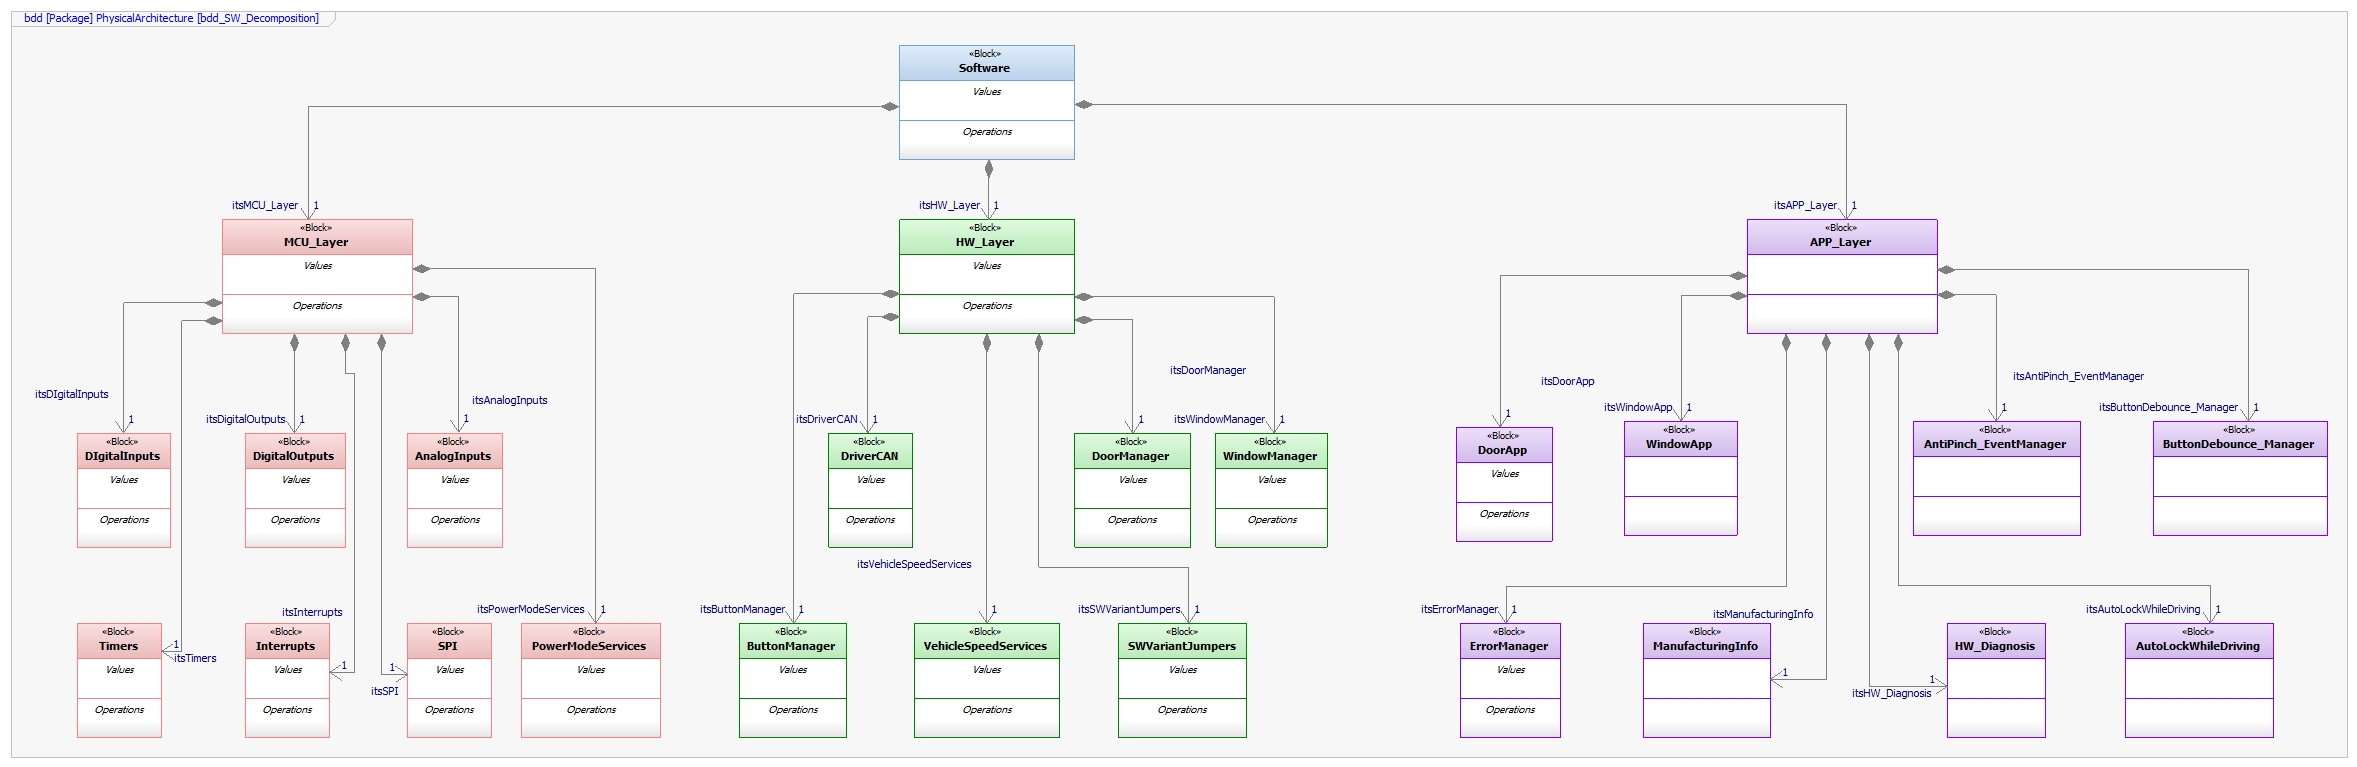 bdd [Package] PhysicalArchitecture [bdd_SW_Decomposition]
«Block»
Software
Values
Operations
itsMCU_Layer 1
itsHW_Layer 1
itsAPP_Layer 1
«Block»
MCU_Layer
Values
Operations
«Block»
HW_Layer
Values
Operations
«Block»
APP_Layer
itsDIgitalInputs 1
itsDigitalOutputs 1
itsAnalogInputs 1
itsDriverCAN 1
itsDoorManager 1
itsWindowManager 1
itsDoorApp 1
itsWindowApp 1
itsAntiPinch_EventManager 1
itsButtonDebounce_Manager 1
«Block»
DIgitalInputs
Values
Operations
«Block»
DigitalOutputs
Values
Operations
«Block»
AnalogInputs
Values
Operations
«Block»
DriverCAN
Values
Operations
«Block»
DoorManager
Values
Operations
«Block»
WindowManager
Values
Operations
«Block»
DoorApp
Values
Operations
«Block»
WindowApp
«Block»
AntiPinch_EventManager
«Block»
ButtonDebounce_Manager
itsTimers 1
itsInterrupts 1
itsSPI 1
itsPowerModeServices 1
itsButtonManager 1
itsVehicleSpeedServices 1
itsSWVariantJumpers 1
itsErrorManager 1
itsManufacturingInfo 1
itsHW_Diagnosis 1
itsAutoLockWhileDriving 1
«Block»
Timers
Values
Operations
«Block»
Interrupts
Values
Operations
«Block»
SPI
Values
Operations
«Block»
PowerModeServices
Values
Operations
«Block»
ButtonManager
Values
Operations
«Block»
VehicleSpeedServices
Values
Operations
«Block»
SWVariantJumpers
Values
Operations
«Block»
ErrorManager
Values
Operations
«Block»
ManufacturingInfo
«Block»
HW_Diagnosis
«Block»
AutoLockWhileDriving